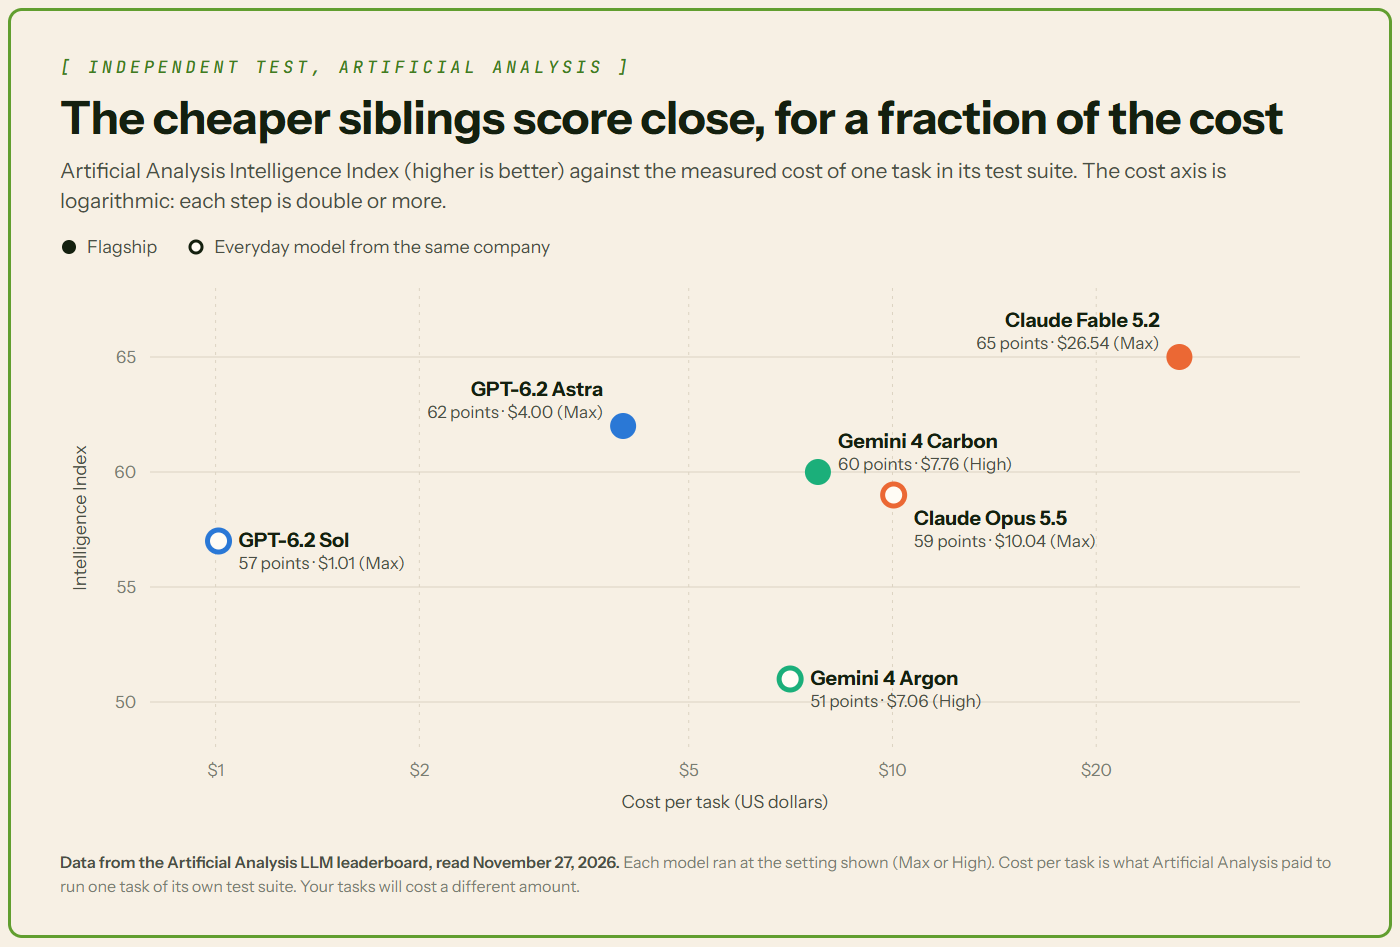 [ INDEPENDENT TEST, ARTIFICIAL ANALYSIS ]
The cheaper siblings score close, for a fraction of the cost
Artificial Analysis Intelligence Index (higher is better) against the measured cost of one task in its test suite. The cost axis is
logarithmic: each step is double or more.
Flagship
Everyday model from the same company
Claude Fable 5.2
65 points · $26.54 (Max)
65
GPT-6.2 Astra
62 points · $4.00 (Max)
Gemini 4 Carbon
60 points · $7.76 (High)
60
Claude Opus 5.5
59 points · $10.04 (Max)
GPT-6.2 Sol
57 points · $1.01 (Max)
55
Gemini 4 Argon
51 points · $7.06 (High)
50
Intelligence Index
$1
$2
$5
$10
$20
Cost per task (US dollars)
Data from the Artificial Analysis LLM leaderboard, read November 27, 2026. Each model ran at the setting shown (Max or High). Cost per task is what Artificial Analysis paid to
run one task of its own test suite. Your tasks will cost a different amount.